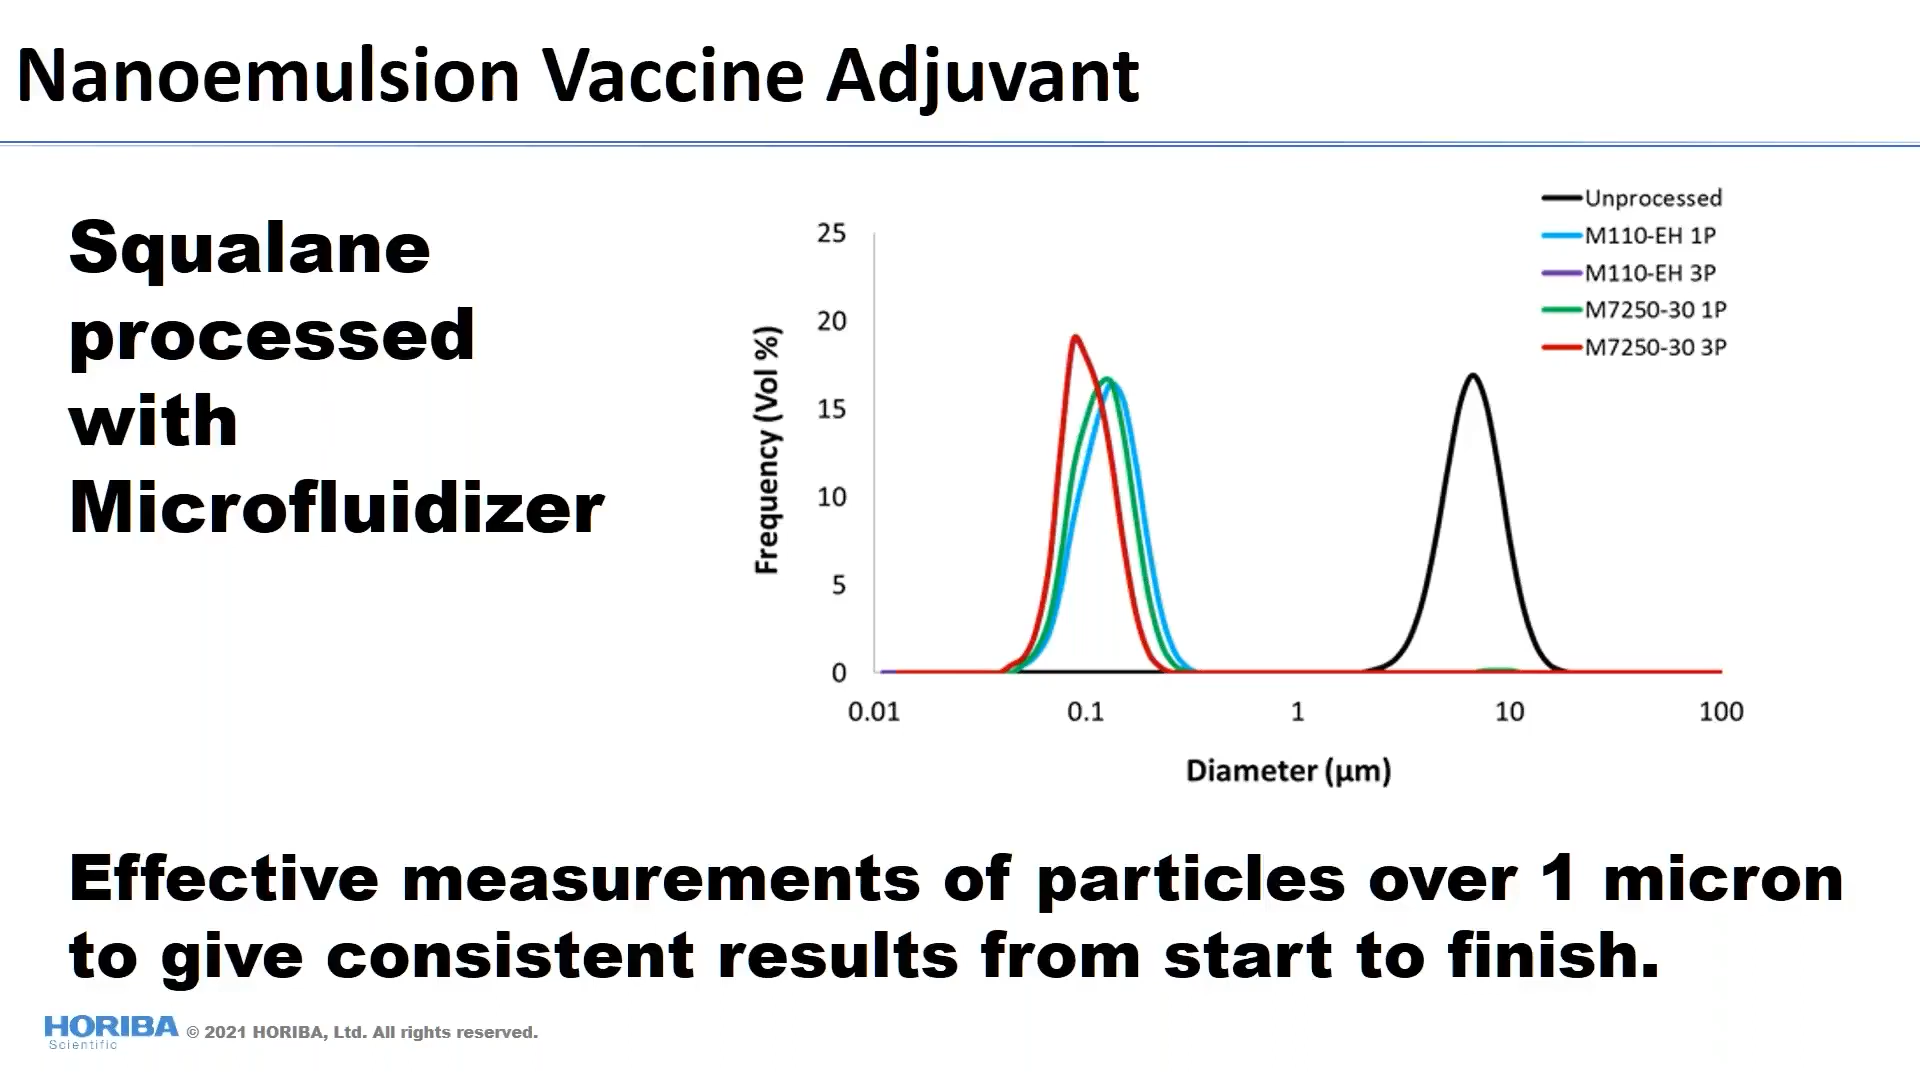 Nanoemulsion Vaccine Adjuvant
Squalane
processed
with
Microfluidizer
Unprocessed
M110-EH 1P
M110-EH 3P
M7250-30 1P
M7250-30 3P
Frequency (Vol %)
25
20
15
10
5
0
0.01 0.1 1 10 100
Diameter (µm)
Effective measurements of particles over 1 micron
to give consistent results from start to finish.
HORIBA © 2021 HORIBA, Ltd. All rights reserved.
Scientific